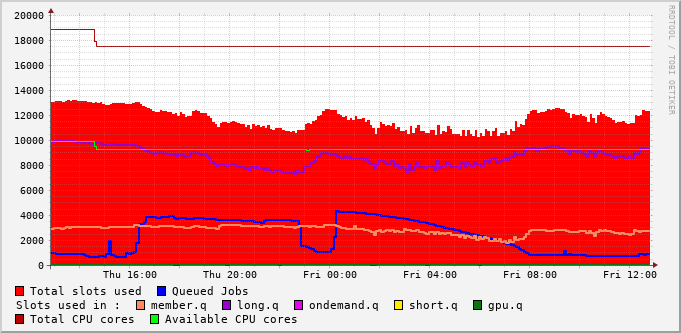 RRDTOOL / TOBI OETIKER
20000
18000
16000
14000
12000
10000
8000
6000
4000
2000
0
Thu 16:00 Thu 20:00 Fri 00:00 Fri 04:00 Fri 08:00 Fri 12:00
Total slots used Queued Jobs
Slots used in : member.q long.q ondemand.q short.q gpu.q
Total CPU cores Available CPU cores